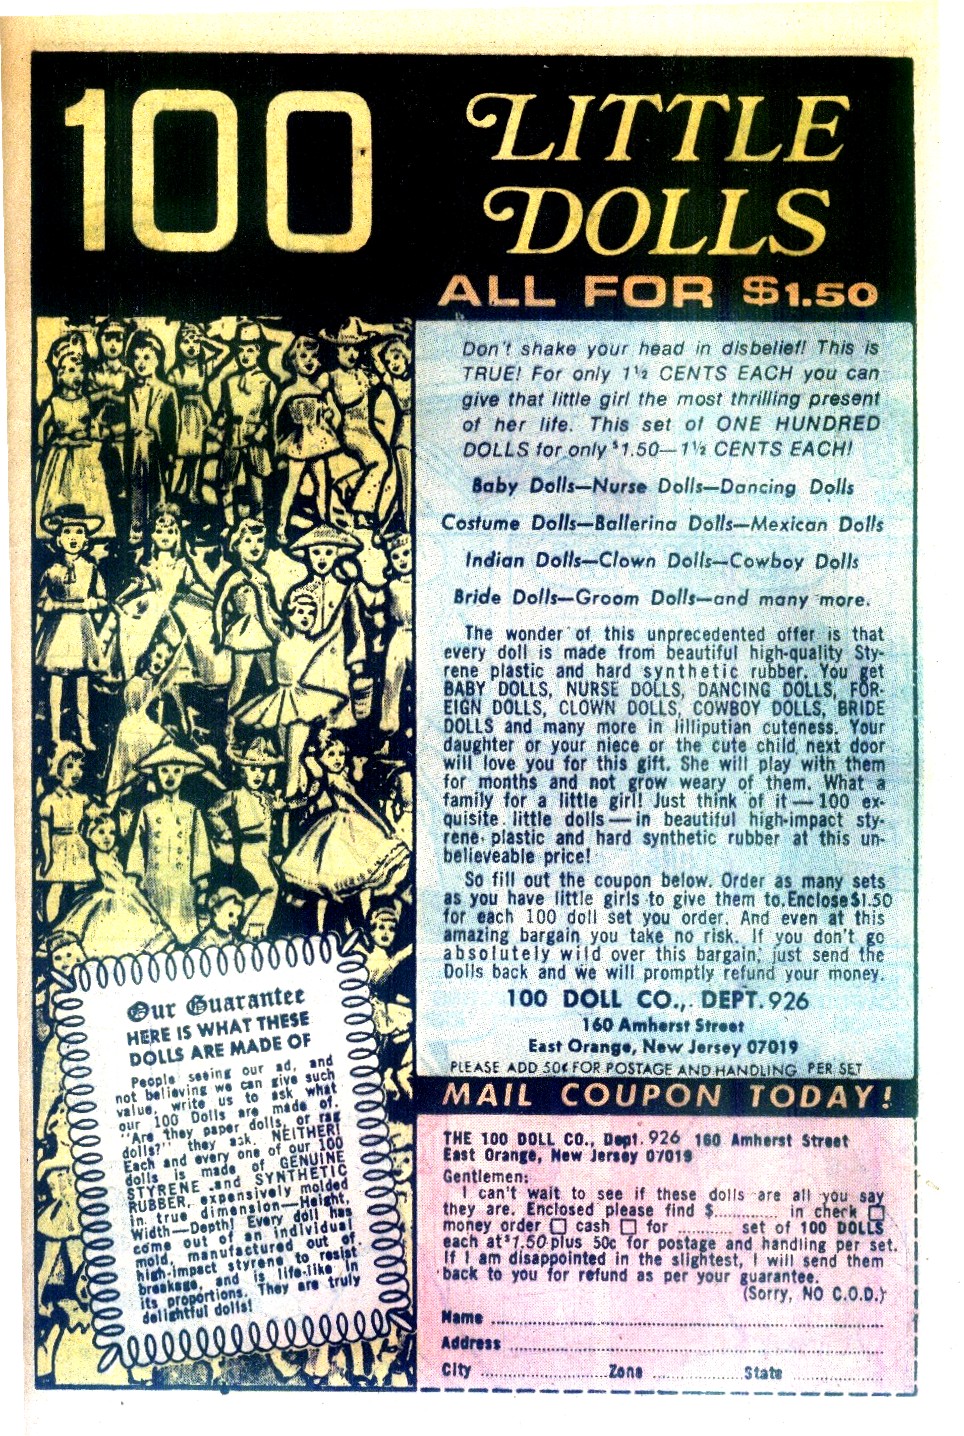 100
LITTLE
DOLLS
ALL FOR $1.50
Don't shake your head in disbelief! This is
TRUE! For only 1½ CENTS EACH you can
give that little girl the most thrilling present
of her life. This set of ONE HUNDRED
DOLLS for only $1.50—1½ CENTS EACH!
Baby Dolls—Nurse Dolls—Dancing Dolls
Costume Dolls—Ballerina Dolls—Mexican Dolls
Indian Dolls—Clown Dolls—Cowboy Dolls
Bride Dolls—Groom Dolls—and many more.
The wonder of this unprecedented offer is that
every doll is made from beautiful high-quality Sty-
rene plastic and hard synthetic rubber. You get
BABY DOLLS, NURSE DOLLS, DANCING DOLLS, FOR-
EIGN DOLLS, CLOWN DOLLS, COWBOY DOLLS, BRIDE
DOLLS and many more in lilliputian cuteness. Your
daughter or your niece or the cute child next door
will love you for this gift. She will play with them
for months and not grow weary of them. What a
family for a little girl! Just think of it — 100 ex-
quisite little dolls — in beautiful high-impact sty-
rene plastic and hard synthetic rubber at this un-
believeable price!
So fill out the coupon below. Order as many sets
as you have little girls to give them to. Enclose $1.50
for each 100 doll set you order. And even at this
amazing bargain you take no risk. If you don't go
absolutely wild over this bargain, just send the
Dolls back and we will promptly refund your money.
100 DOLL CO., DEPT. 926
160 Amherst Street
East Orange, New Jersey 07019
PLEASE ADD 50¢ FOR POSTAGE AND HANDLING PER SET
Our Guarantee
HERE IS WHAT THESE
DOLLS ARE MADE OF
People seeing our ad, and
not believing we can give such
value, write us to ask what
our 100 Dolls are made of.
"Are they paper dolls, or rag
dolls?" they ask. NEITHER!
Each and every one of our 100
dolls is made of GENUINE
STYRENE and SYNTHETIC
RUBBER, expensively molded
in true dimension—Height,
Width—Depth! Every doll has
come out of an individual
mold, manufactured out of
high-impact styrene to resist
breakage, and is life-like in
its proportions. They are truly
delightful dolls!
MAIL COUPON TODAY!
THE 100 DOLL CO., Dept. 926 160 Amherst Street
East Orange, New Jersey 07019
Gentlemen:
I can't wait to see if these dolls are all you say
they are. Enclosed please find $............ in check ☐
money order ☐ cash ☐ for .......... set of 100 DOLLS
each at $1.50 plus 50c for postage and handling per set.
If I am disappointed in the slightest, I will send them
back to you for refund as per your guarantee.
(Sorry, NO C.O.D.)
Name ............................................................
Address ............................................................
City ........................Zone ....................State ....................